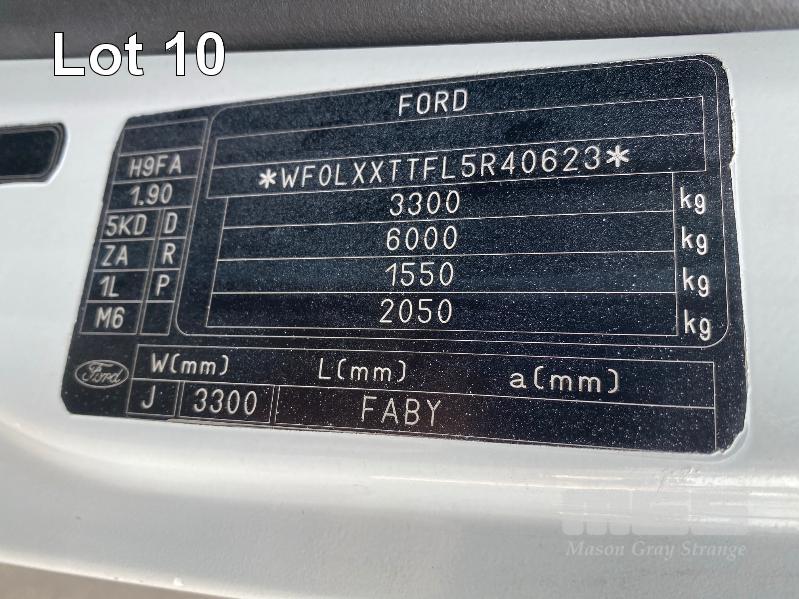 Lot 10
FORD
*WF0LXXTTFL5R40623*
H9FA
1.90
5KD D
ZA R
1L P
M6
3300 kg
6000 kg
1550 kg
2050 kg
Ford
W(mm) L(mm) a(mm)
J 3300 FABY
Mason Gray Strange